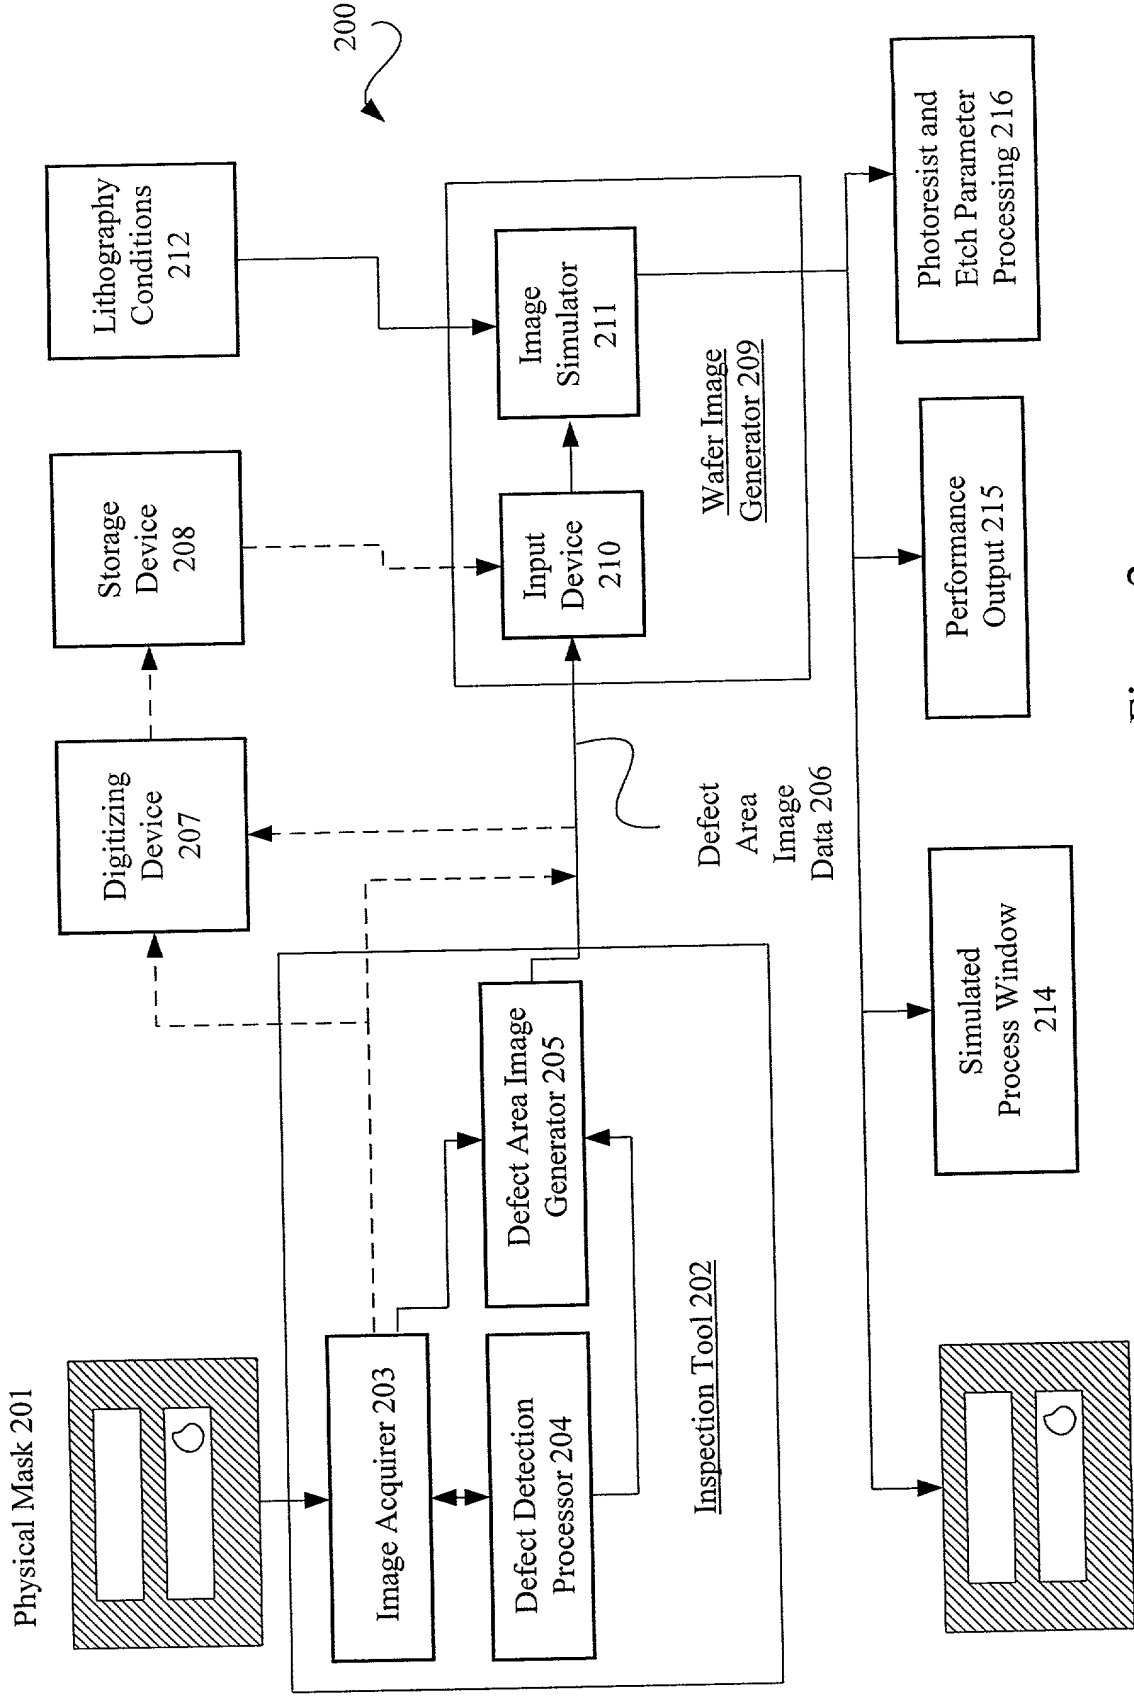 200
Physical Mask 201
Lithography
Conditions
212
Storage
Device
208
Digitizing
Device
207
Image Acquirer 203
Defect Detection
Processor 204
Defect Area Image
Generator 205
Inspection Tool 202
Defect
Area
Image
Data 206
Input
Device
210
Image
Simulator
211
Wafer Image
Generator 209
Simulated
Process Window
214
Performance
Output 215
Photoresist and
Etch Parameter
Processing 216